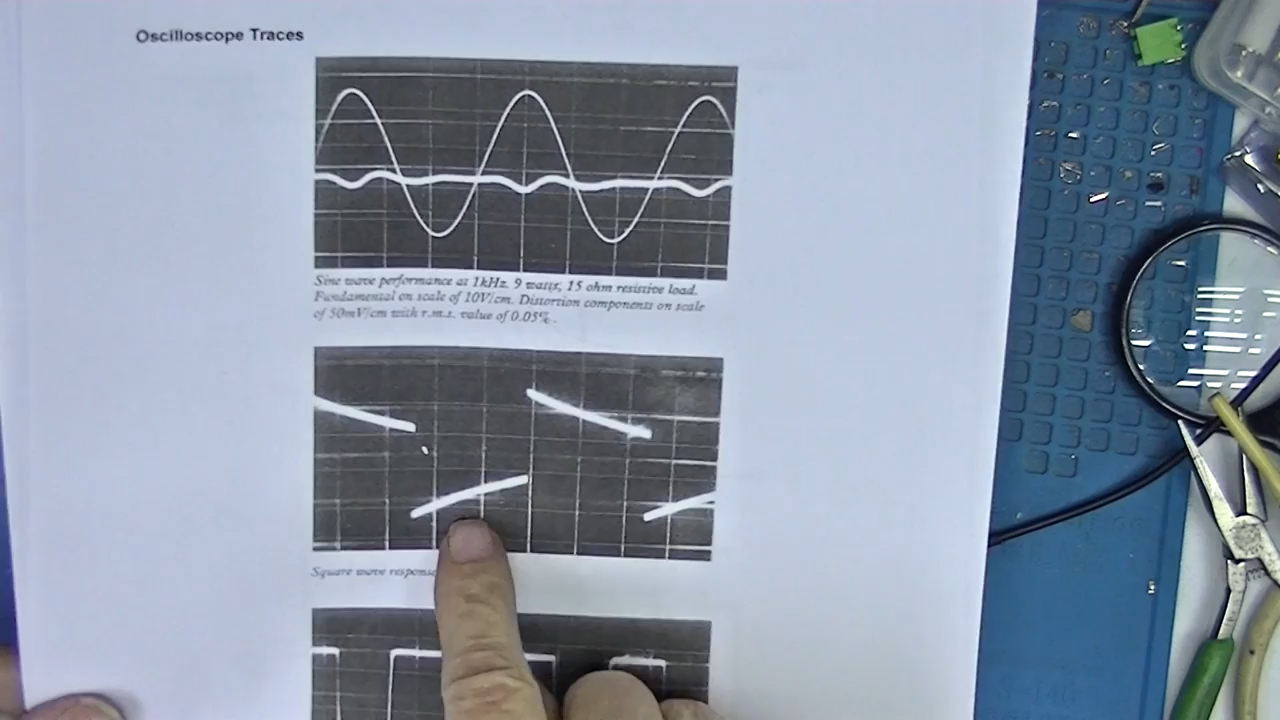 Oscilloscope Traces
Sine wave performance at 1kHz. 9 watts, 15 ohm resistive load.
Fundamental on scale of 10V/cm. Distortion components on scale
of 50mV/cm with r.m.s. value of 0.05%.
Square wave response